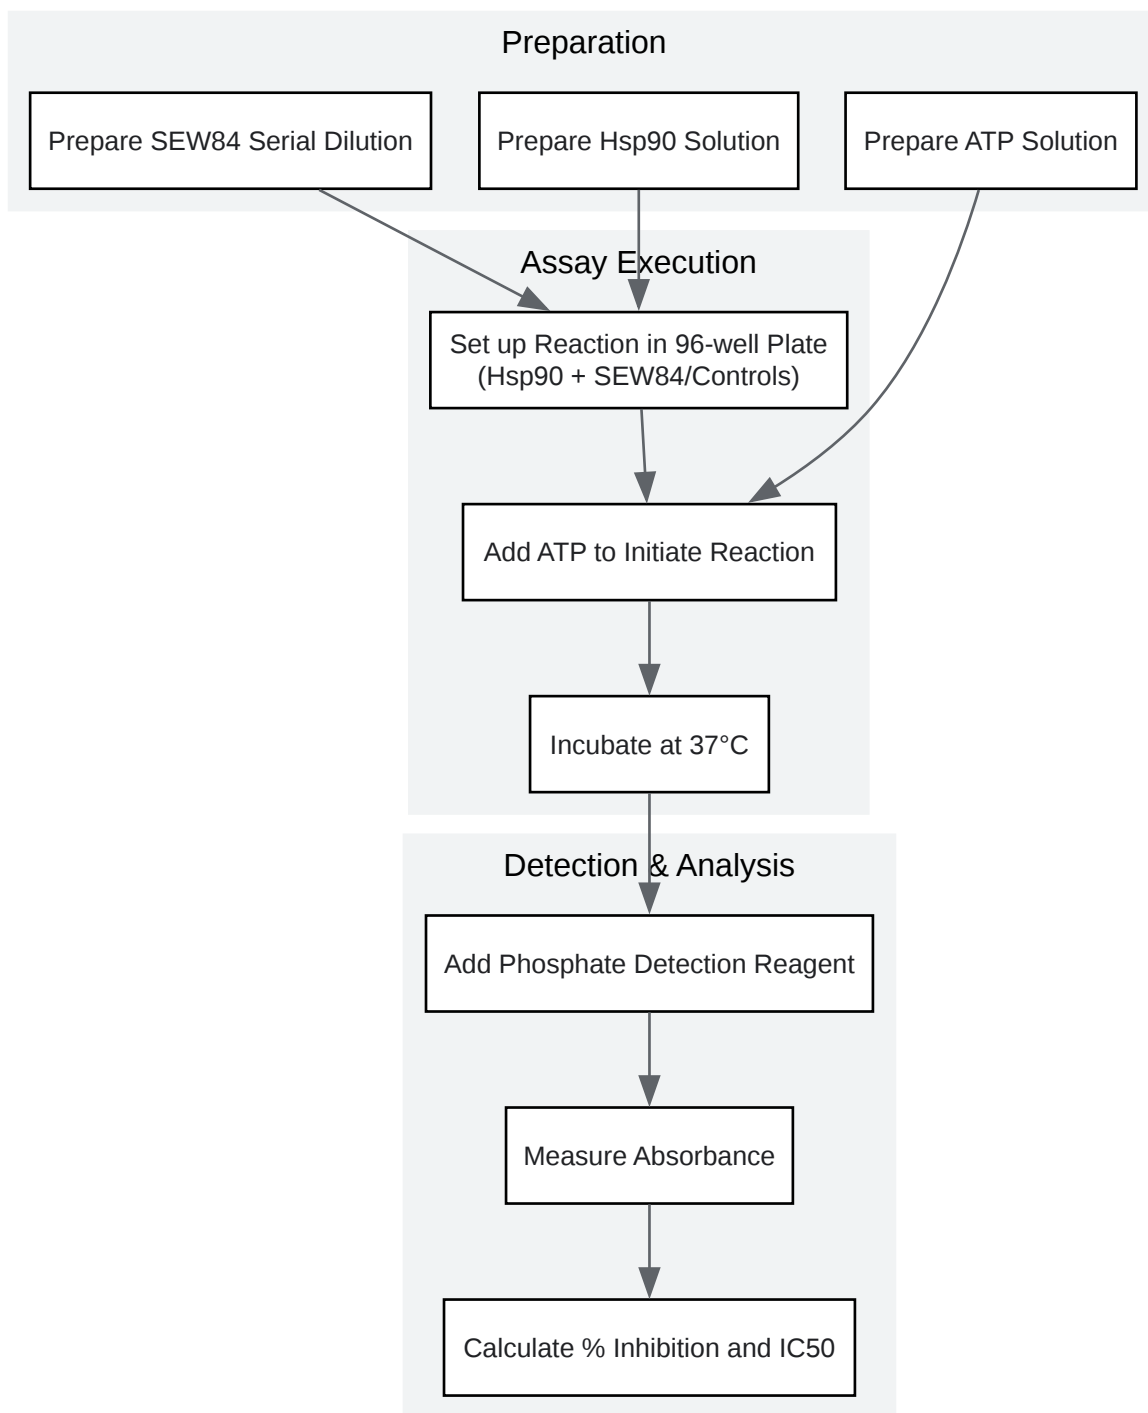 Preparation
Prepare SEW84 Serial Dilution
Prepare Hsp90 Solution
Prepare ATP Solution
Assay Execution
Set up Reaction in 96-well Plate
(Hsp90 + SEW84/Controls)
Add ATP to Initiate Reaction
Incubate at 37°C
Detection & Analysis
Add Phosphate Detection Reagent
Measure Absorbance
Calculate % Inhibition and IC50